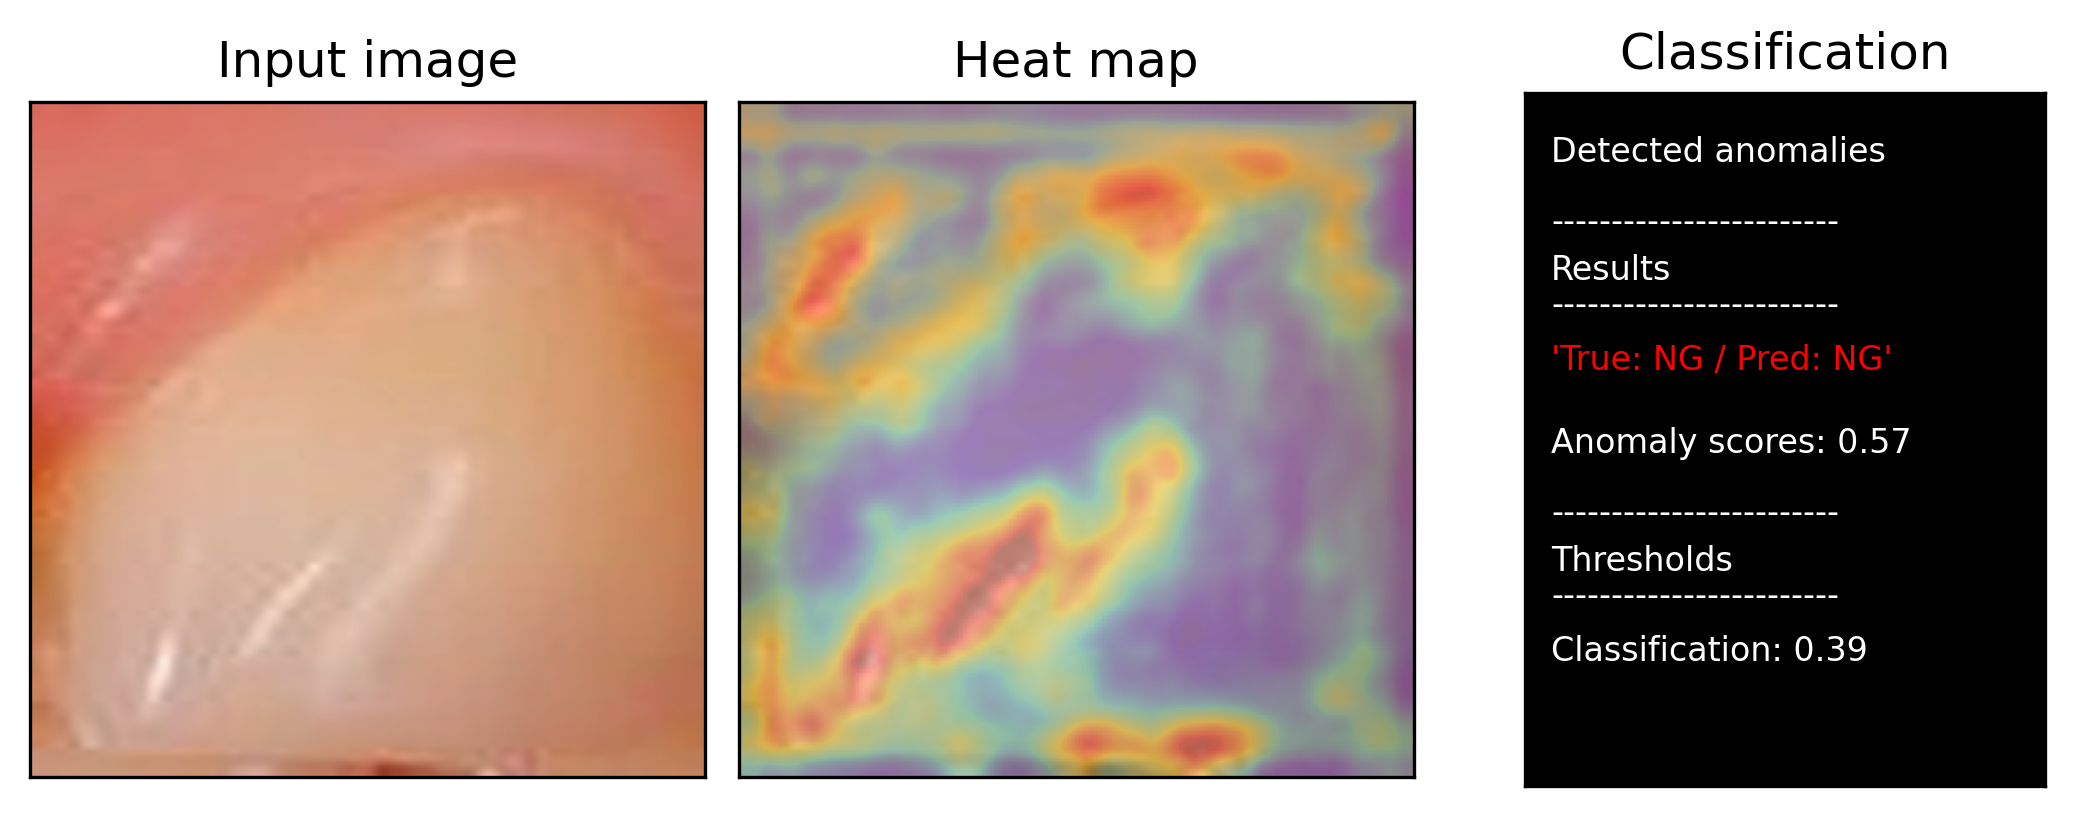 Input image
Heat map
Classification
Detected anomalies
------------------------
Results
------------------------
'True: NG / Pred: NG'
Anomaly scores: 0.57
------------------------
Thresholds
------------------------
Classification: 0.39